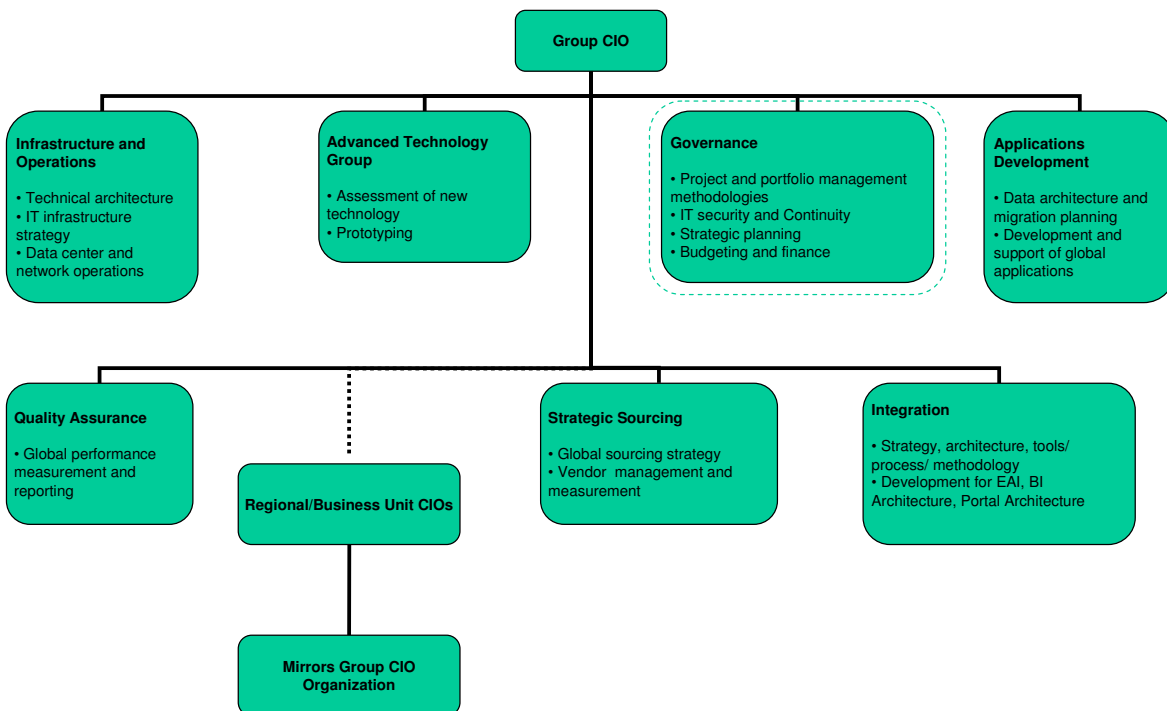 Group CIO
Infrastructure and
Operations
• Technical architecture
• IT infrastructure
strategy
• Data center and
network operations
Advanced Technology
Group
• Assessment of new
technology
• Prototyping
Governance
• Project and portfolio management
methodologies
• IT security and Continuity
• Strategic planning
• Budgeting and finance
Applications
Development
• Data architecture and
migration planning
• Development and
support of global
applications
Quality Assurance
• Global performance
measurement and
reporting
Regional/Business Unit CIOs
Mirrors Group CIO
Organization
Strategic Sourcing
• Global sourcing strategy
• Vendor management and
measurement
Integration
• Strategy, architecture, tools/
process/ methodology
• Development for EAI, BI
Architecture, Portal Architecture